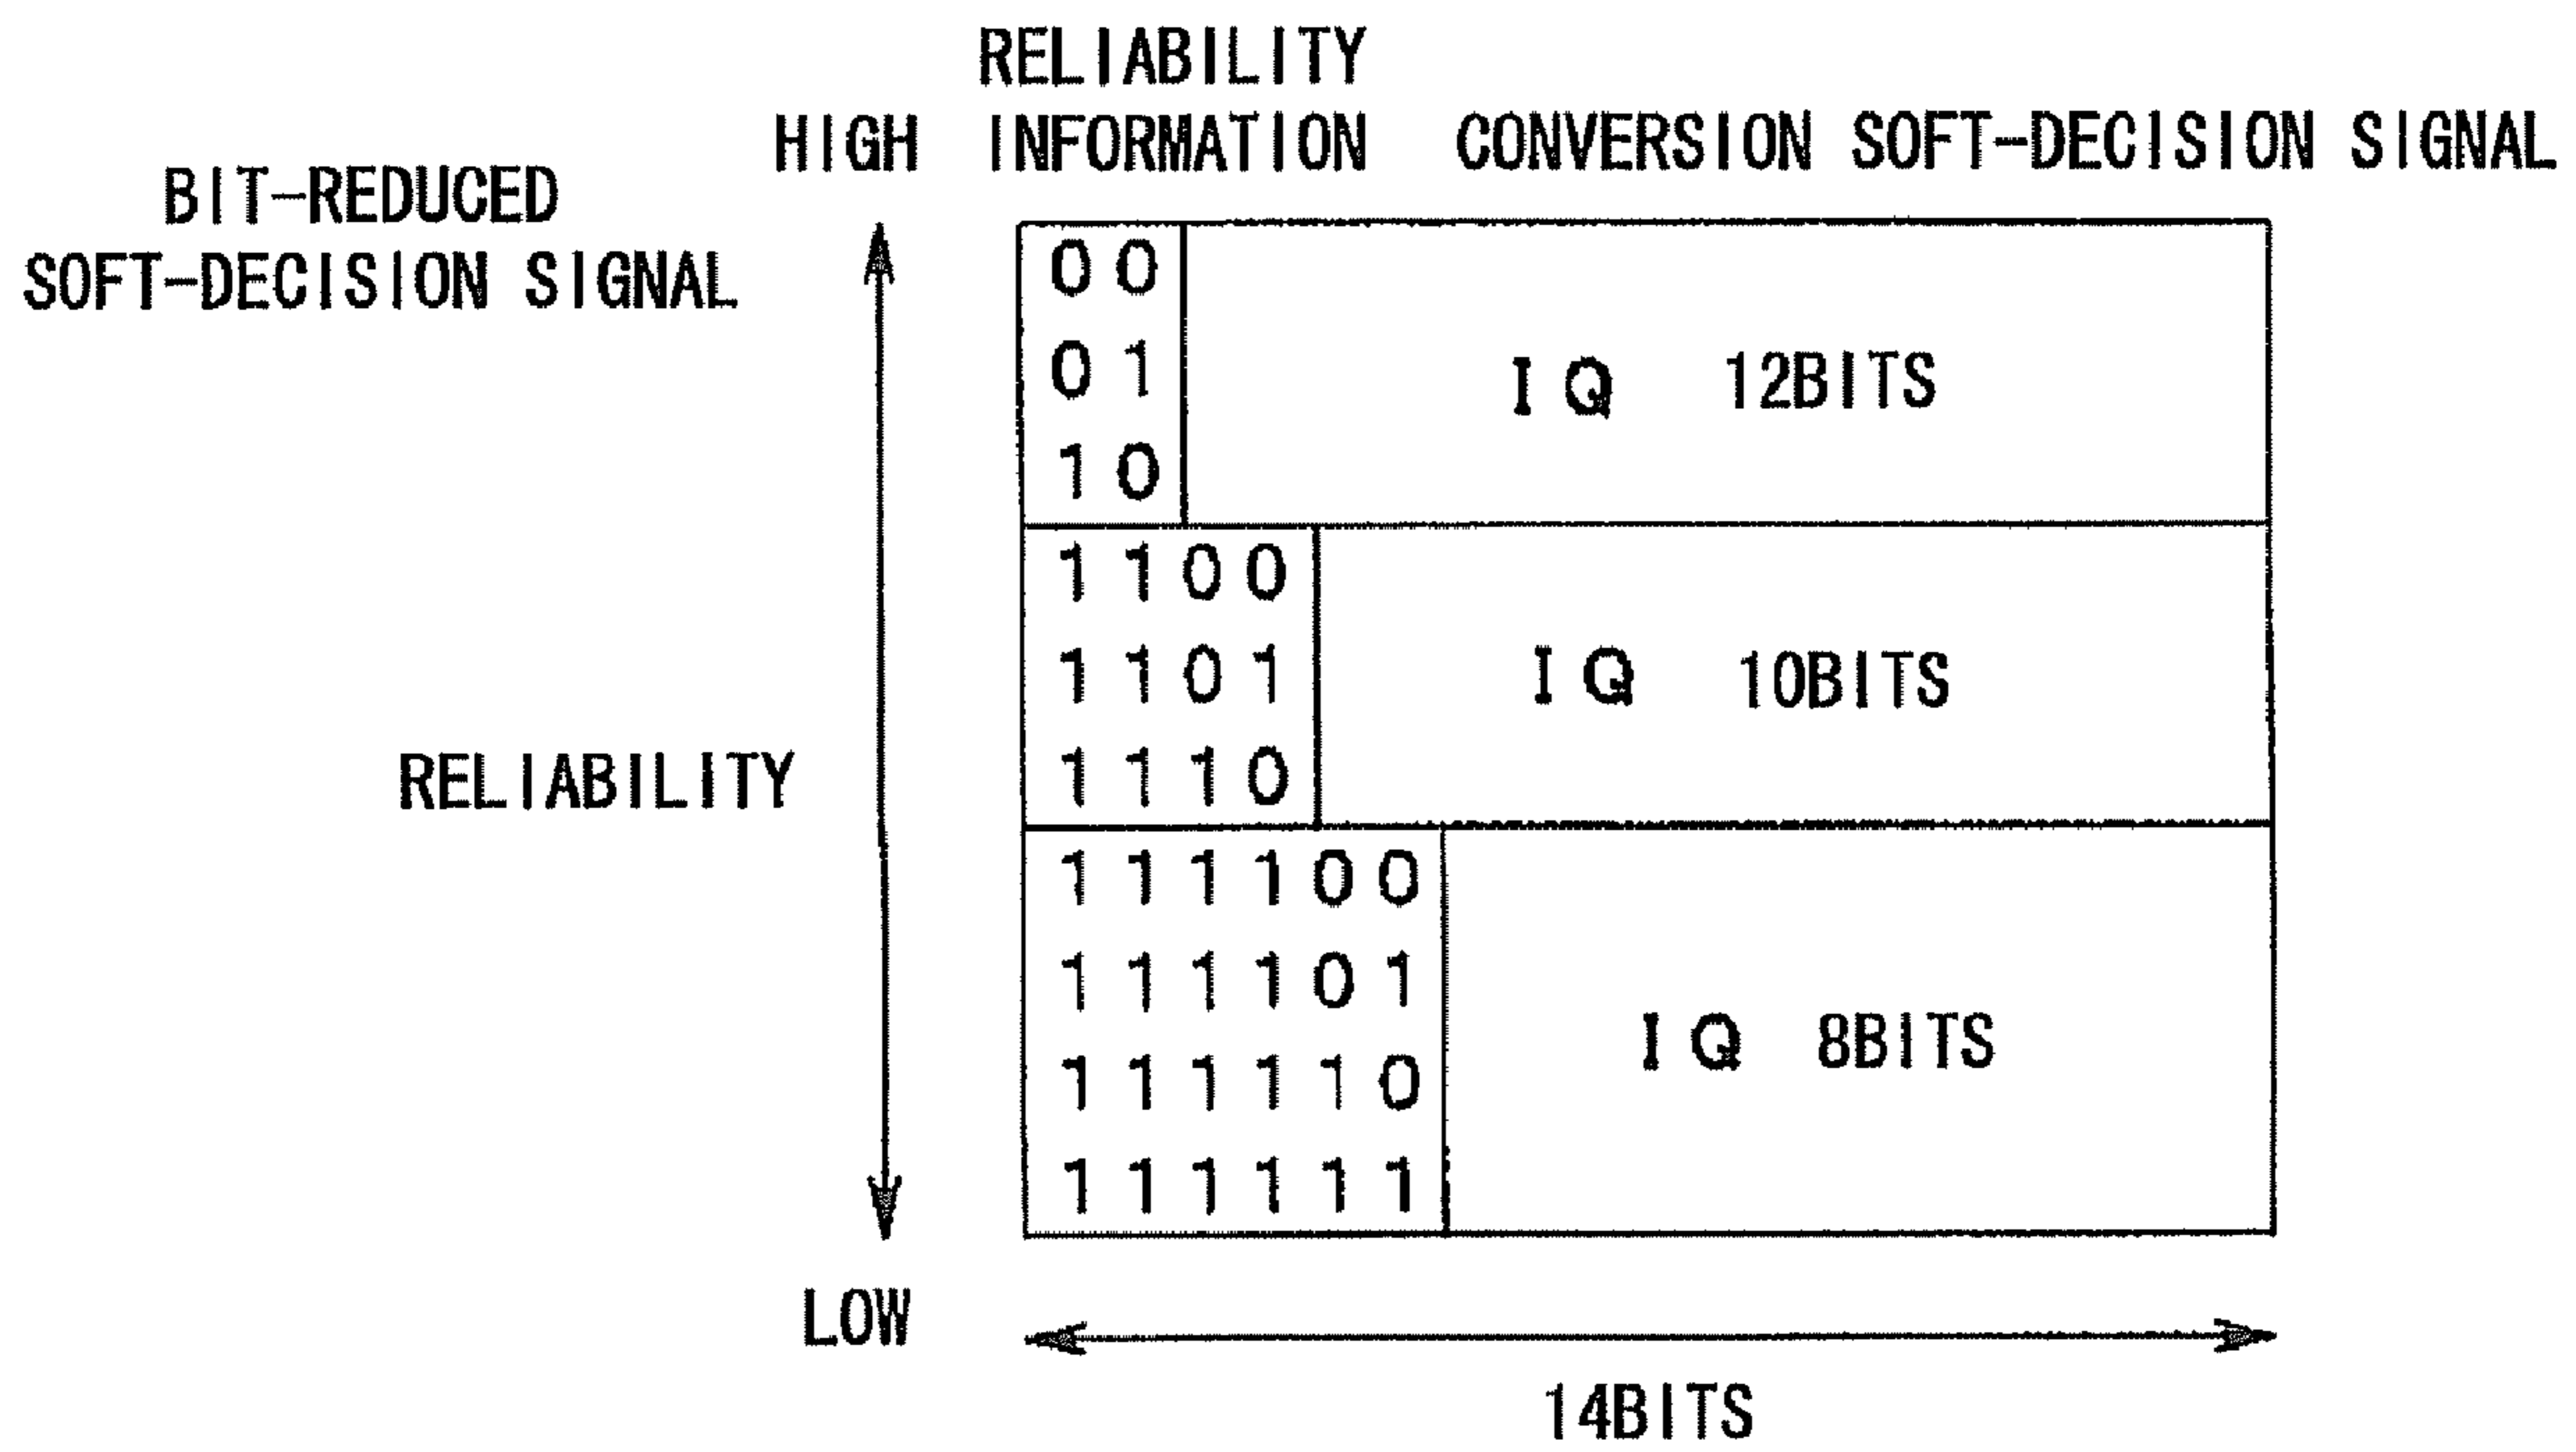 RELIABILITY
HIGH INFORMATION CONVERSION SOFT-DECISION SIGNAL
BIT-REDUCED
SOFT-DECISION SIGNAL
00
01
10
IQ 12BITS
1100
1101
1110
IQ 10BITS
RELIABILITY
111100
111101
111110
111111
IQ 8BITS
LOW
14BITS